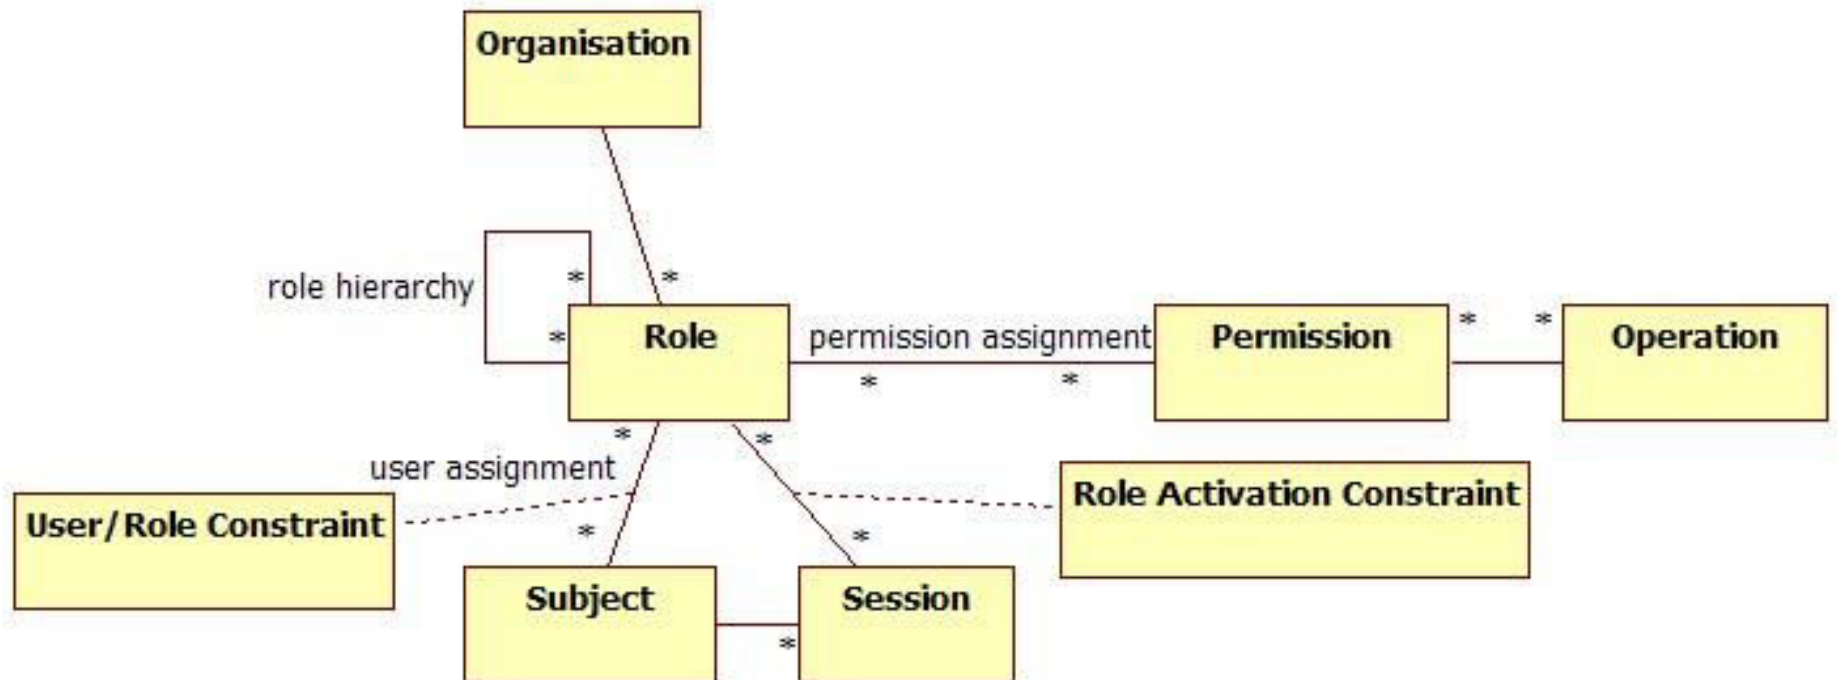 Organisation
*
*
role hierarchy
*
Role
permission assignment
*
*
Permission
*
*
Operation
*
*
user assignment
User/Role Constraint
Role Activation Constraint
*
*
Subject
*
Session